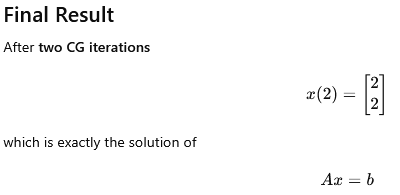 Final Result
After two CG iterations
x(2) = [2
2]
which is exactly the solution of
Ax = b